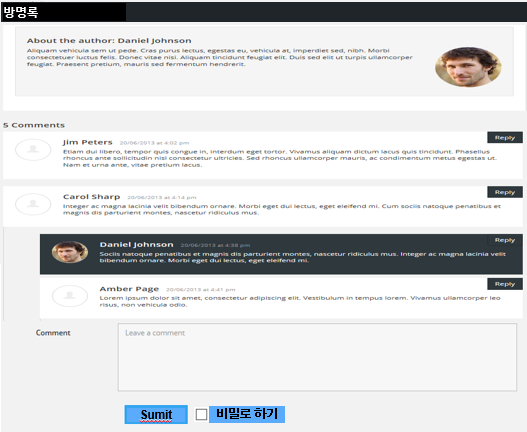 방명록
About the author: Daniel Johnson
Aliquam vehicula sem ut pede. Cras purus lectus, egestas eu, vehicula at, imperdiet sed, nibh. Morbi
consectetuer luctus felis. Donec vitae nisi. Aliquam tincidunt feugiat elit. Duis sed elit ut turpis ullamcorper
feugiat. Praesent pretium, mauris sed fermentum hendrerit.
5 Comments
Reply
Jim Peters 20/06/2013 at 4:02 pm
Etiam dui libero, tempor quis congue in, interdum eget tortor. Vivamus aliquam dictum lacus quis tincidunt. Phasellus
rhoncus ante sollicitudin nisl consectetur ultricies. Sed rhoncus ullamcorper mauris, ac condimentum metus egestas ut.
Nam et urna ante, vitae pretium lacus.
Reply
Carol Sharp 20/06/2013 at 4:14 pm
Integer ac magna lacinia velit bibendum ornare. Morbi eget dui lectus, eget eleifend mi. Cum sociis natoque penatibus et
magnis dis parturient montes, nascetur ridiculus mus.
Reply
Daniel Johnson 20/06/2013 at 4:38 pm
Sociis natoque penatibus et magnis dis parturient montes, nascetur ridiculus mus. Integer ac magna lacinia velit
bibendum ornare. Morbi eget dui lectus, eget eleifend mi.
Reply
Amber Page 20/06/2013 at 4:41 pm
Lorem ipsum dolor sit amet, consectetur adipiscing elit. Vestibulum in tempus lorem. Vivamus ullamcorper leo
risus, non vehicula odio.
Comment
Leave a comment
Sumit 비밀로 하기